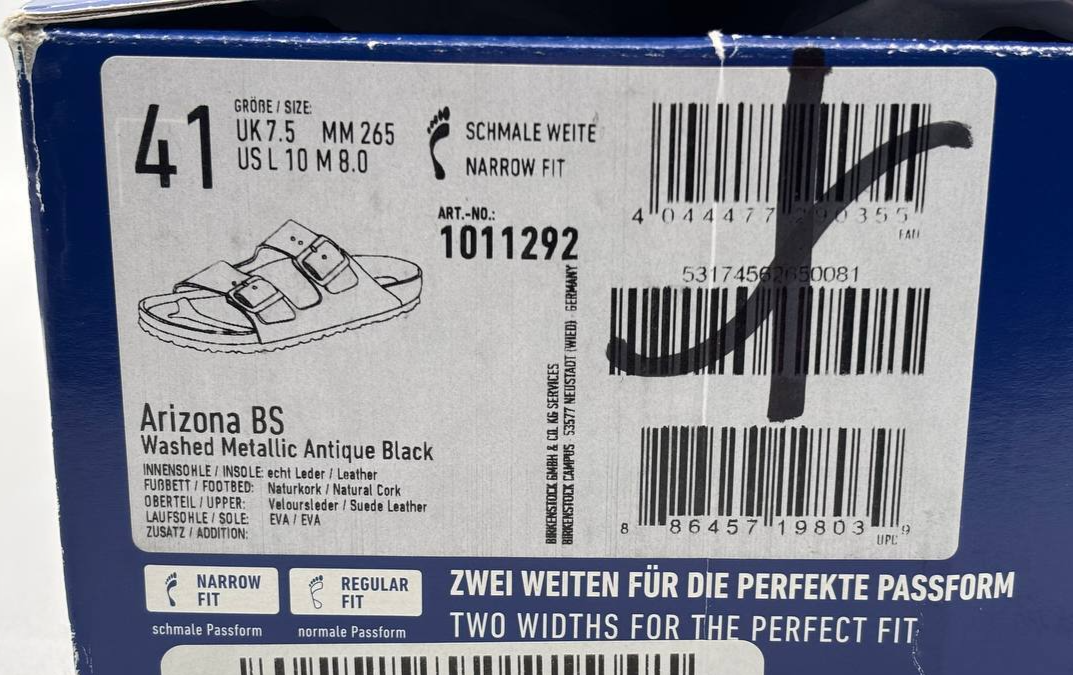 41
GRÖßE / SIZE:
UK 7.5 MM 265
US L 10 M 8.0
SCHMALE WEITE
NARROW FIT
ART.-NO.:
1011292
4 044477 290355
EAN
53174562650081
8 86457 19803 9
UPC
BIRKENSTOCK GMBH & CO. KG SERVICES
BIRKENSTOCK CAMPUS 53577 NEUSTADT (WIED) GERMANY
Arizona BS
Washed Metallic Antique Black
INNENSOHLE / INSOLE: echt Leder / Leather
FUßBETT / FOOTBED: Naturkork / Natural Cork
OBERTEIL / UPPER: Veloursleder / Suede Leather
LAUFSOHLE / SOLE: EVA / EVA
ZUSATZ / ADDITION:
NARROW
FIT
schmale Passform
REGULAR
FIT
normale Passform
ZWEI WEITEN FÜR DIE PERFEKTE PASSFORM
TWO WIDTHS FOR THE PERFECT FIT